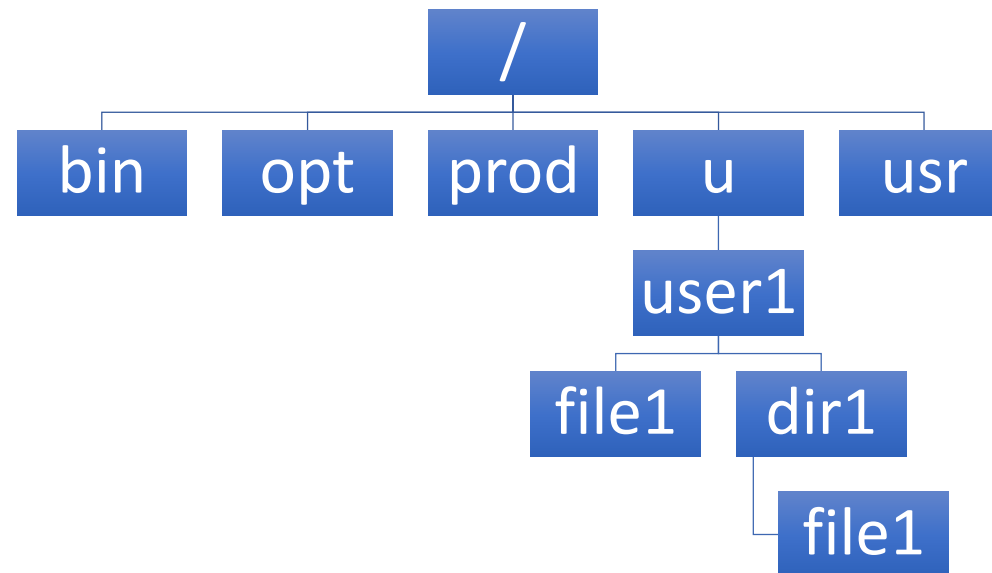 /
bin opt prod u usr
user1
file1 dir1
file1